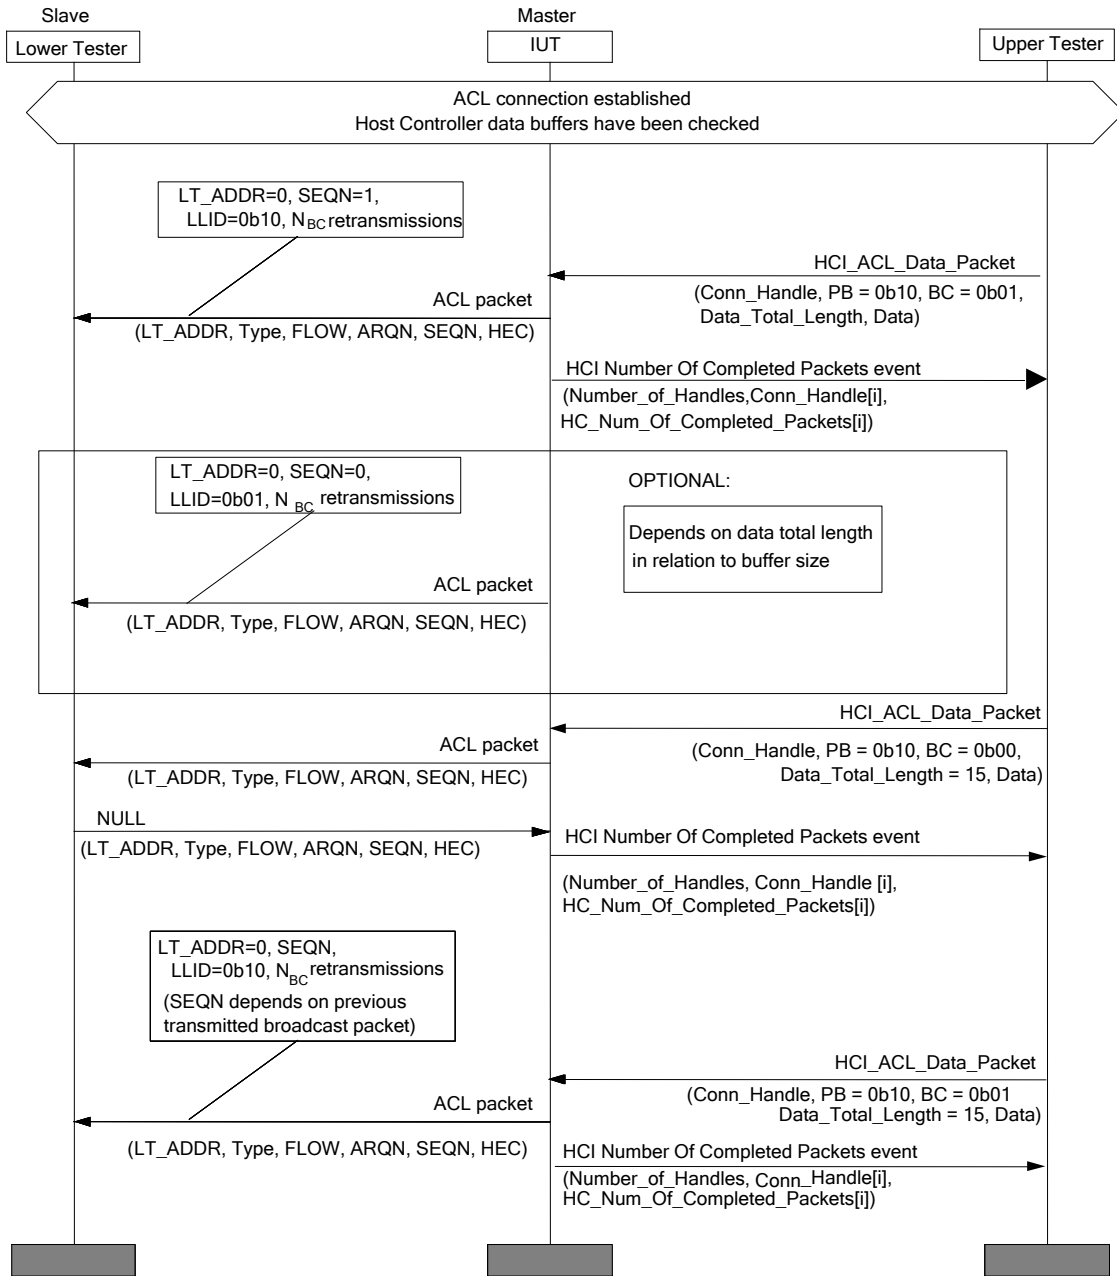 Slave
Master
Lower Tester
IUT
Upper Tester
ACL connection established
Host Controller data buffers have been checked
LT_ADDR=0, SEQN=1,
LLID=0b10, NBC retransmissions
HCI_ACL_Data_Packet
(Conn_Handle, PB = 0b10, BC = 0b01,
Data_Total_Length, Data)
ACL packet
(LT_ADDR, Type, FLOW, ARQN, SEQN, HEC)
HCI Number Of Completed Packets event
(Number_of_Handles,Conn_Handle[i],
HC_Num_Of_Completed_Packets[i])
LT_ADDR=0, SEQN=0,
LLID=0b01, N BC retransmissions
OPTIONAL:
Depends on data total length
in relation to buffer size
ACL packet
(LT_ADDR, Type, FLOW, ARQN, SEQN, HEC)
HCI_ACL_Data_Packet
(Conn_Handle, PB = 0b10, BC = 0b00,
Data_Total_Length = 15, Data)
ACL packet
(LT_ADDR, Type, FLOW, ARQN, SEQN, HEC)
NULL
(LT_ADDR, Type, FLOW, ARQN, SEQN, HEC)
HCI Number Of Completed Packets event
(Number_of_Handles, Conn_Handle [i],
HC_Num_Of_Completed_Packets[i])
LT_ADDR=0, SEQN,
LLID=0b10, NBC retransmissions
(SEQN depends on previous
transmitted broadcast packet)
HCI_ACL_Data_Packet
(Conn_Handle, PB = 0b10, BC = 0b01
Data_Total_Length = 15, Data)
ACL packet
(LT_ADDR, Type, FLOW, ARQN, SEQN, HEC)
HCI Number Of Completed Packets event
(Number_of_Handles, Conn_Handle[i],
HC_Num_Of_Completed_Packets[i])